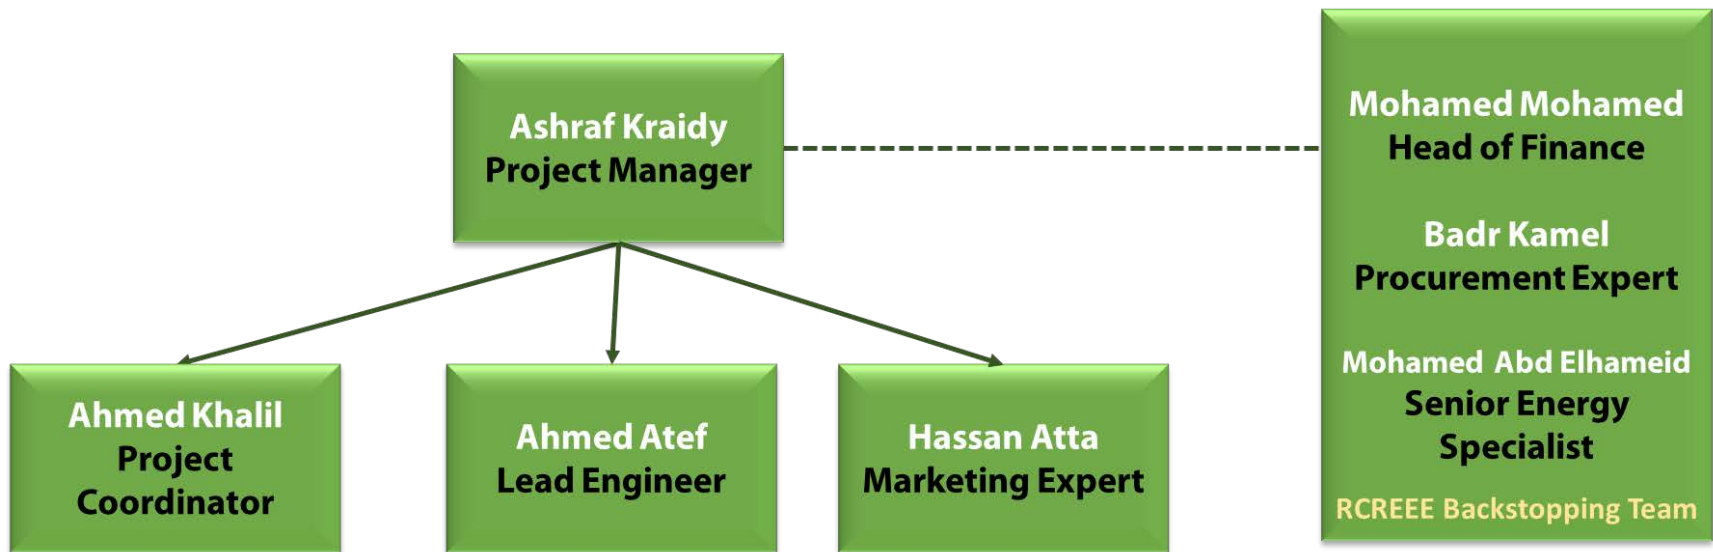 Ashraf Kraidy
Project Manager
Mohamed Mohamed
Head of Finance
Badr Kamel
Procurement Expert
Mohamed Abd Elhameid
Senior Energy
Specialist
RCREEE Backstopping Team
Ahmed Khalil
Project
Coordinator
Ahmed Atef
Lead Engineer
Hassan Atta
Marketing Expert